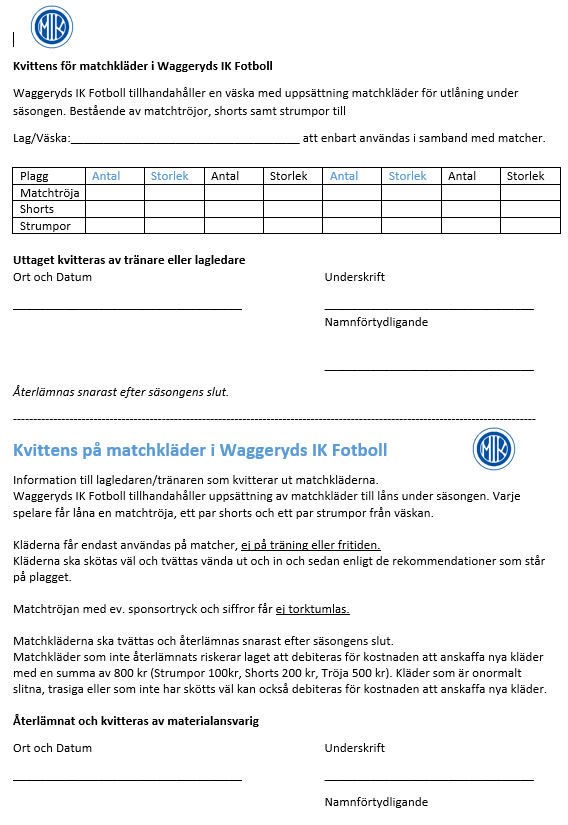 WIK
Kvittens för matchkläder i Waggeryds IK Fotboll
Waggeryds IK Fotboll tillhandahåller en väska med uppsättning matchkläder för utlåning under
säsongen. Bestående av matchtröjor, shorts samt strumpor till
Lag/Väska:___________________________________ att enbart användas i samband med matcher.
Plagg Antal Storlek Antal Storlek Antal Storlek Antal Storlek
Matchtröja
Shorts
Strumpor
Uttaget kvitteras av tränare eller lagledare
Ort och Datum Underskrift
___________________________________ ________________________________
Namnförtydligande
________________________________
Återlämnas snarast efter säsongens slut.
--------------------------------------------------------------------------------------------------------------
Kvittens på matchkläder i Waggeryds IK Fotboll
WIK
Information till lagledaren/tränaren som kvitterar ut matchkläderna.
Waggeryds IK Fotboll tillhandahåller uppsättning av matchkläder till låns under säsongen. Varje
spelare får låna en matchtröja, ett par shorts och ett par strumpor från väskan.
Kläderna får endast användas på matcher, ej på träning eller fritiden.
Kläderna ska skötas väl och tvättas vända ut och in och sedan enligt de rekommendationer som står
på plagget.
Matchtröjan med ev. sponsortryck och siffror får ej torktumlas.
Matchkläderna ska tvättas och återlämnas snarast efter säsongens slut.
Matchkläder som inte återlämnats riskerar laget att debiteras för kostnaden att anskaffa nya kläder
med en summa av 800 kr (Strumpor 100kr, Shorts 200 kr, Tröja 500 kr). Kläder som är onormalt
slitna, trasiga eller som inte har skötts väl kan också debiteras för kostnaden att anskaffa nya kläder.
Återlämnat och kvitteras av materialansvarig
Ort och Datum Underskrift
___________________________________ ________________________________
Namnförtydligande